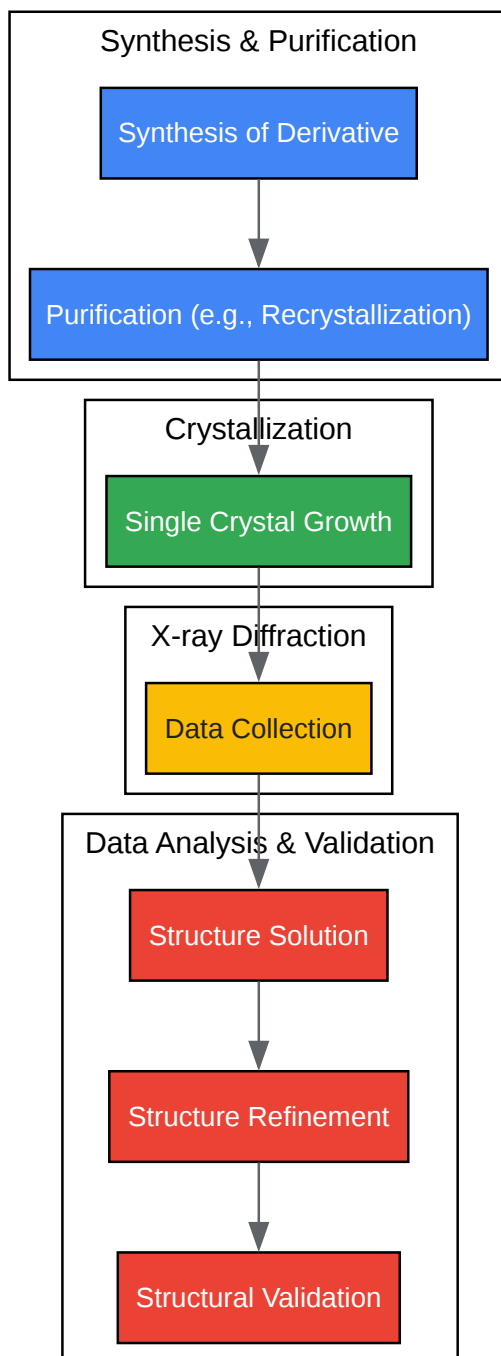 Synthesis & Purification
Synthesis of Derivative
Purification (e.g., Recrystallization)
Crystallization
Single Crystal Growth
X-ray Diffraction
Data Collection
Data Analysis & Validation
Structure Solution
Structure Refinement
Structural Validation